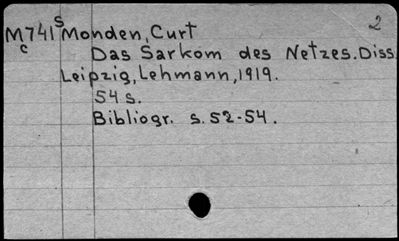 2
M741s Monden, Curt
c Das Sarkom des Netzes. Diss.
Leipzig, Lehmann, 1919.
54 s.
Bibliogr. s. 52-54.